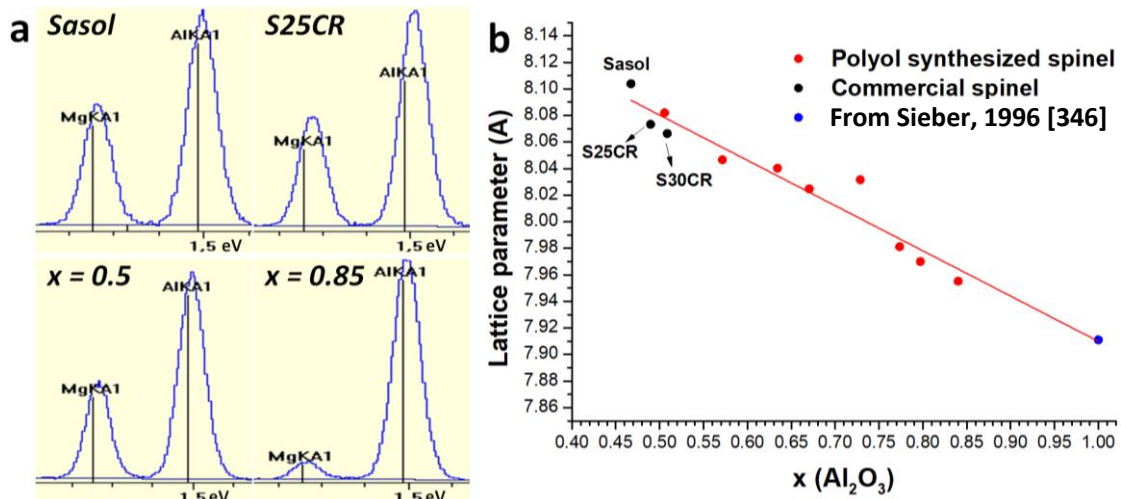 a
Sasol
S25CR
MgKA1
AlKA1
MgKA1
AlKA1
1,5 eV
1,5 eV
x = 0.5
x = 0.85
MgKA1
AlKA1
MgKA1
AlKA1
1,5 eV
1,5 eV
b
Lattice parameter (A)
8.14
8.12
8.10
8.08
8.06
8.04
8.02
8.00
7.98
7.96
7.94
7.92
7.90
7.88
7.86
Polyol synthesized spinel
Commercial spinel
From Sieber, 1996 [346]
Sasol
S25CR
S30CR
0.40 0.45 0.50 0.55 0.60 0.65 0.70 0.75 0.80 0.85 0.90 0.95 1.00
x (Al₂O₃)